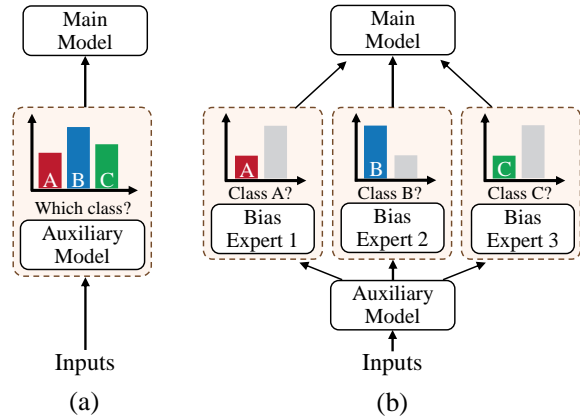 Main
Model
A B C
Which class?
Auxiliary
Model
Inputs
(a)
Main
Model
A
B
C
Class A?
Class B?
Class C?
Bias
Expert 1
Bias
Expert 2
Bias
Expert 3
Auxiliary
Model
Inputs
(b)